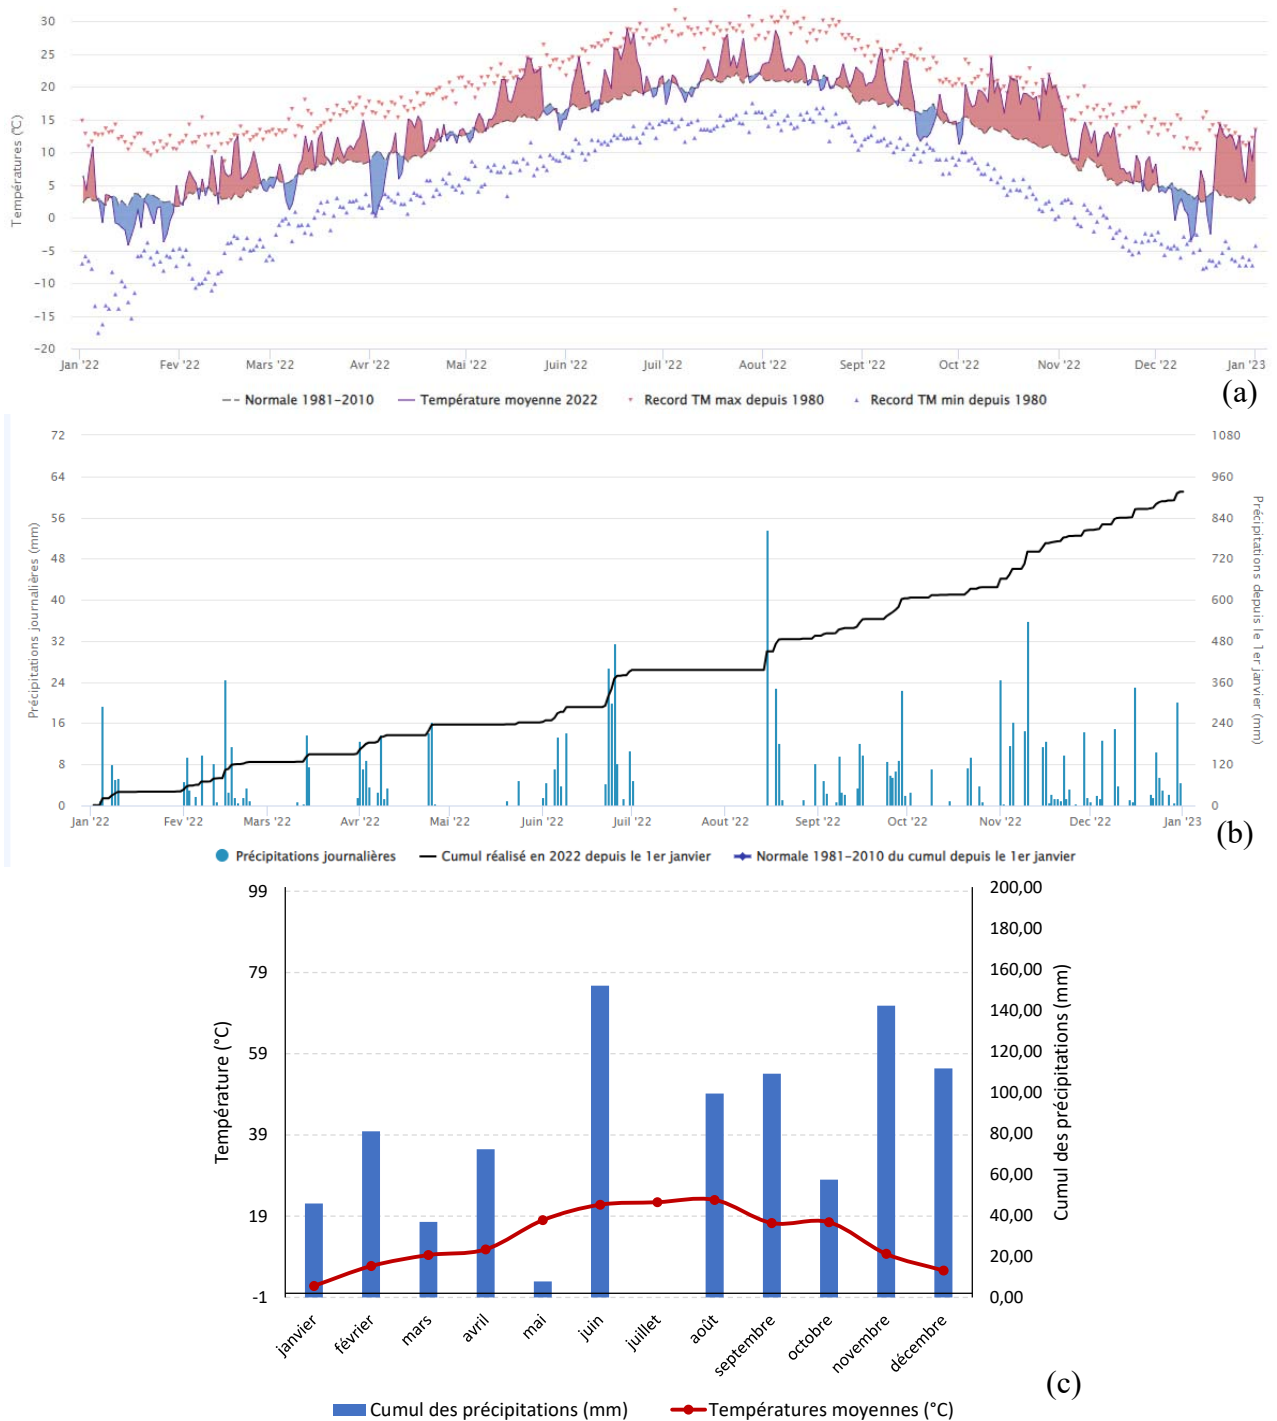 30
25
20
15
10
5
0
−5
−10
−15
−20
Températures (°C)
Jan '22 Fev '22 Mars '22 Avr '22 Mai '22 Juin '22 Juil '22 Aout '22 Sept '22 Oct '22 Nov '22 Dec '22 Jan '23
Normale 1981−2010 Température moyenne 2022 Record TM max depuis 1980 Record TM min depuis 1980
(a)
72 1080
64 960
56 840
48 720
40 600
32 480
24 360
16 240
8 120
0 0
Précipitations journalières (mm)
Précipitations depuis le 1er janvier (mm)
Jan '22 Fev '22 Mars '22 Avr '22 Mai '22 Juin '22 Juil '22 Aout '22 Sept '22 Oct '22 Nov '22 Dec '22 Jan '23
(b)
Précipitations journalières Cumul réalisé en 2022 depuis le 1er janvier Normale 1981−2010 du cumul depuis le 1er janvier
99
79
59
39
19
-1
Température (°C)
200,00
180,00
160,00
140,00
120,00
100,00
80,00
60,00
40,00
20,00
0,00
Cumul des précipitations (mm)
janvier février mars avril mai juin juillet août septembre octobre novembre décembre
(c)
Cumul des précipitations (mm) Températures moyennes (°C)